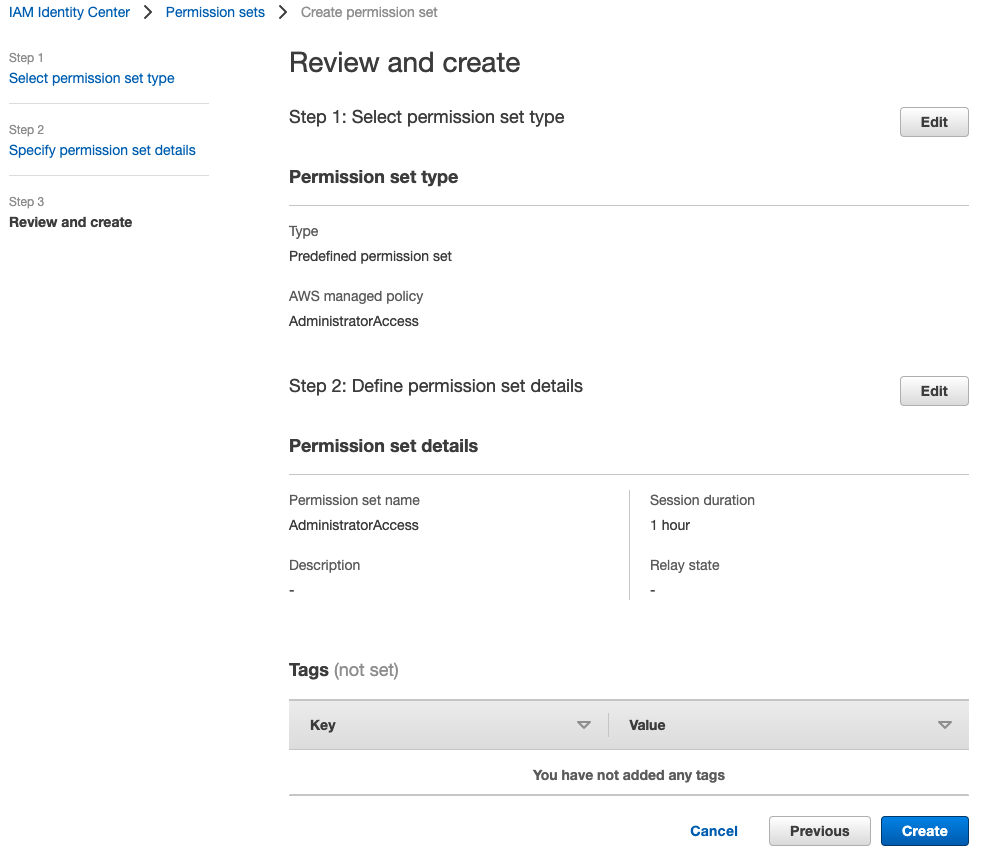 IAM Identity Center > Permission sets > Create permission set
Step 1
Select permission set type
Step 2
Specify permission set details
Step 3
Review and create
Review and create
Step 1: Select permission set type
Edit
Permission set type
Type
Predefined permission set
AWS managed policy
AdministratorAccess
Step 2: Define permission set details
Edit
Permission set details
Permission set name
AdministratorAccess
Description
-
Session duration
1 hour
Relay state
-
Tags (not set)
Key Value
You have not added any tags
Cancel Previous Create